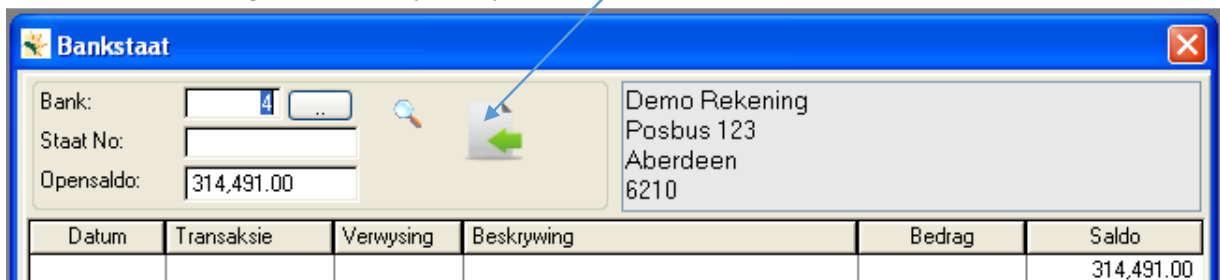 Bankstaat
Bank: 4 ..
Staat No:
Opensaldo: 314,491.00
Demo Rekening
Posbus 123
Aberdeen
6210
Datum Transaksie Verwysing Beskrywing Bedrag Saldo
314,491.00